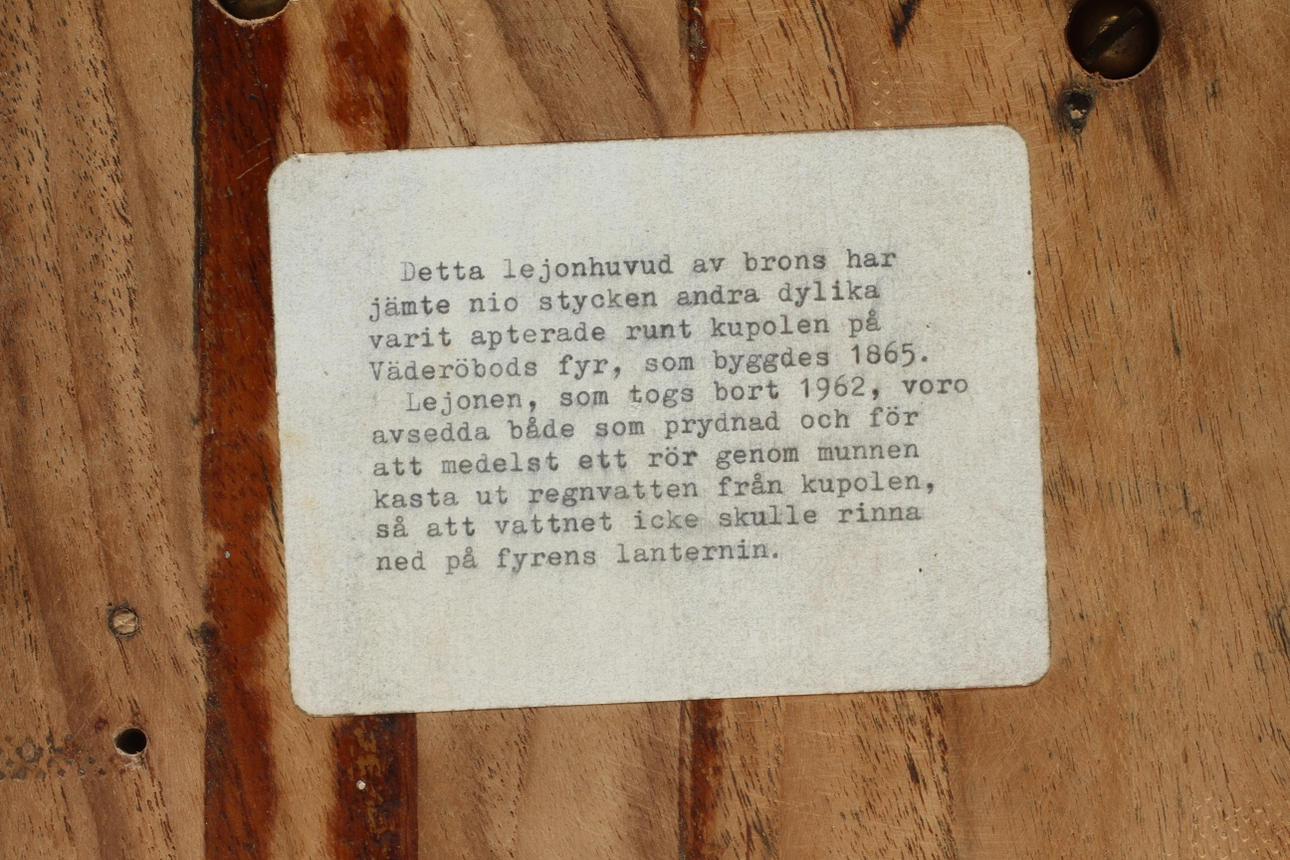 Detta lejonhuvud av brons har
jämte nio stycken andra dylika
varit apterade runt kupolen på
Väderöbods fyr, som byggdes 1865.
Lejonen, som togs bort 1962, voro
avsedda både som prydnad och för
att medelst ett rör genom munnen
kasta ut regnvatten från kupolen,
så att vattnet icke skulle rinna
ned på fyrens lanternin.